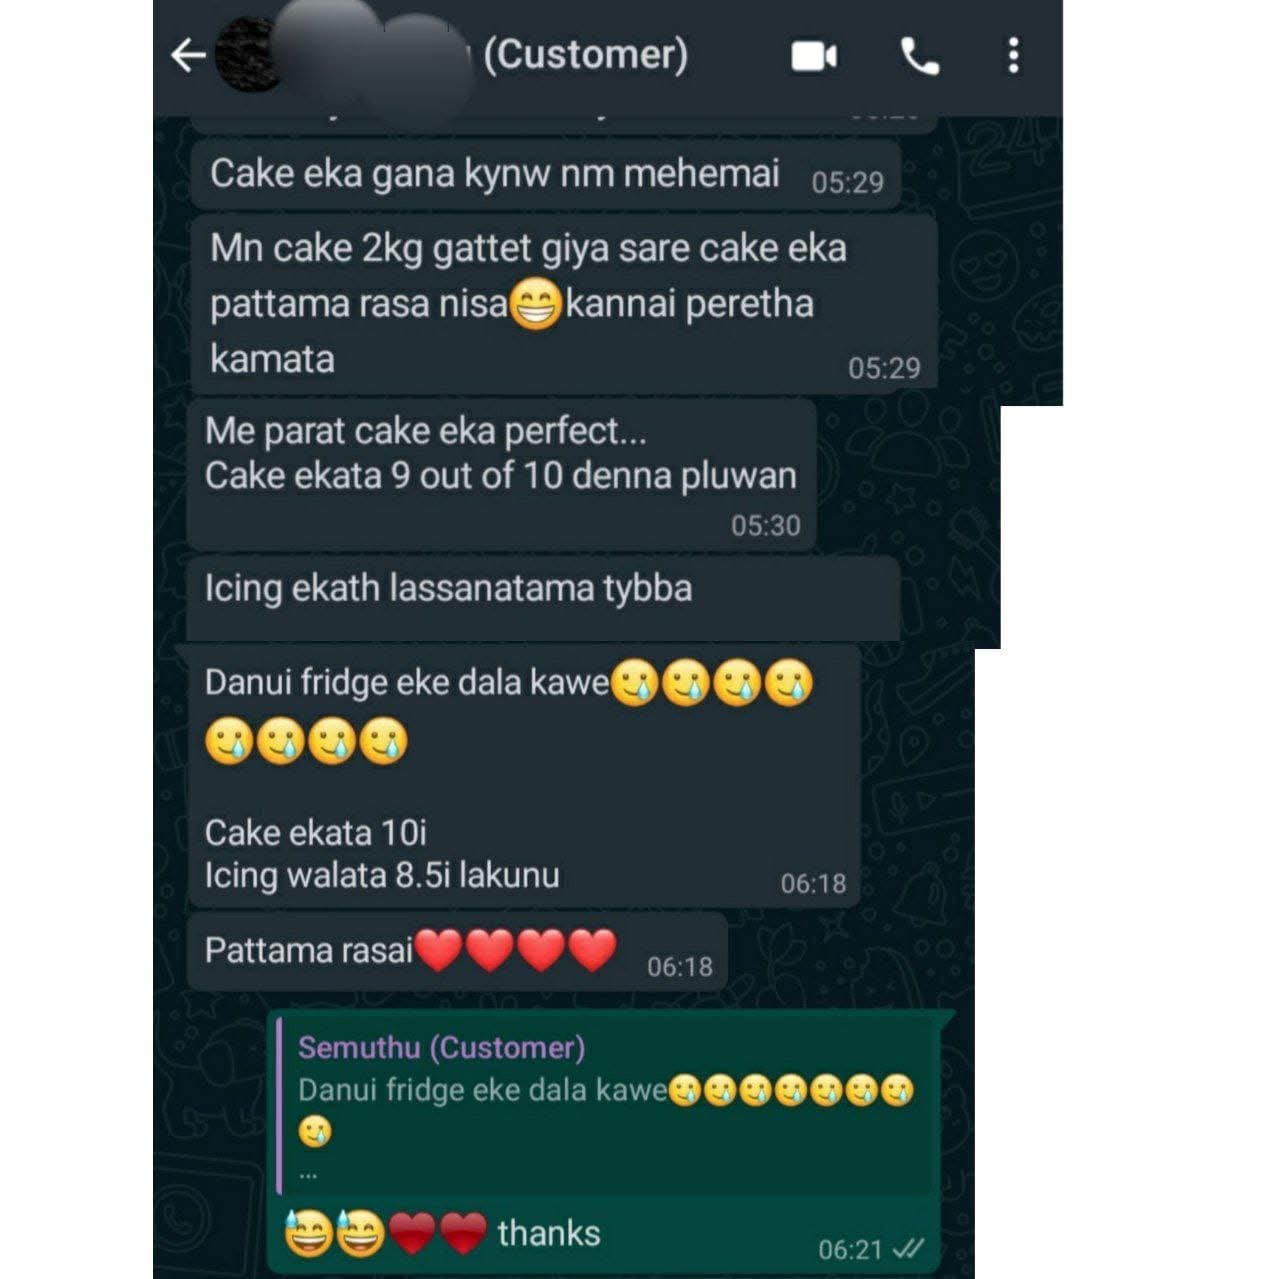 (Customer)
Cake eka gana kynw nm mehemai 05:29
Mn cake 2kg gattet giya sare cake eka
pattama rasa nisa😁kannai peretha
kamata 05:29
Me parat cake eka perfect...
Cake ekata 9 out of 10 denna pluwan
05:30
Icing ekath lassanatama tybba
Danui fridge eke dala kawe🥲🥲🥲🥲
🥲🥲🥲🥲
Cake ekata 10i
Icing walata 8.5i lakunu 06:18
Pattama rasai❤️❤️❤️❤️ 06:18
Semuthu (Customer)
Danui fridge eke dala kawe🥲🥲🥲🥲🥲🥲🥲
🥲
...
😅😅❤️❤️ thanks 06:21